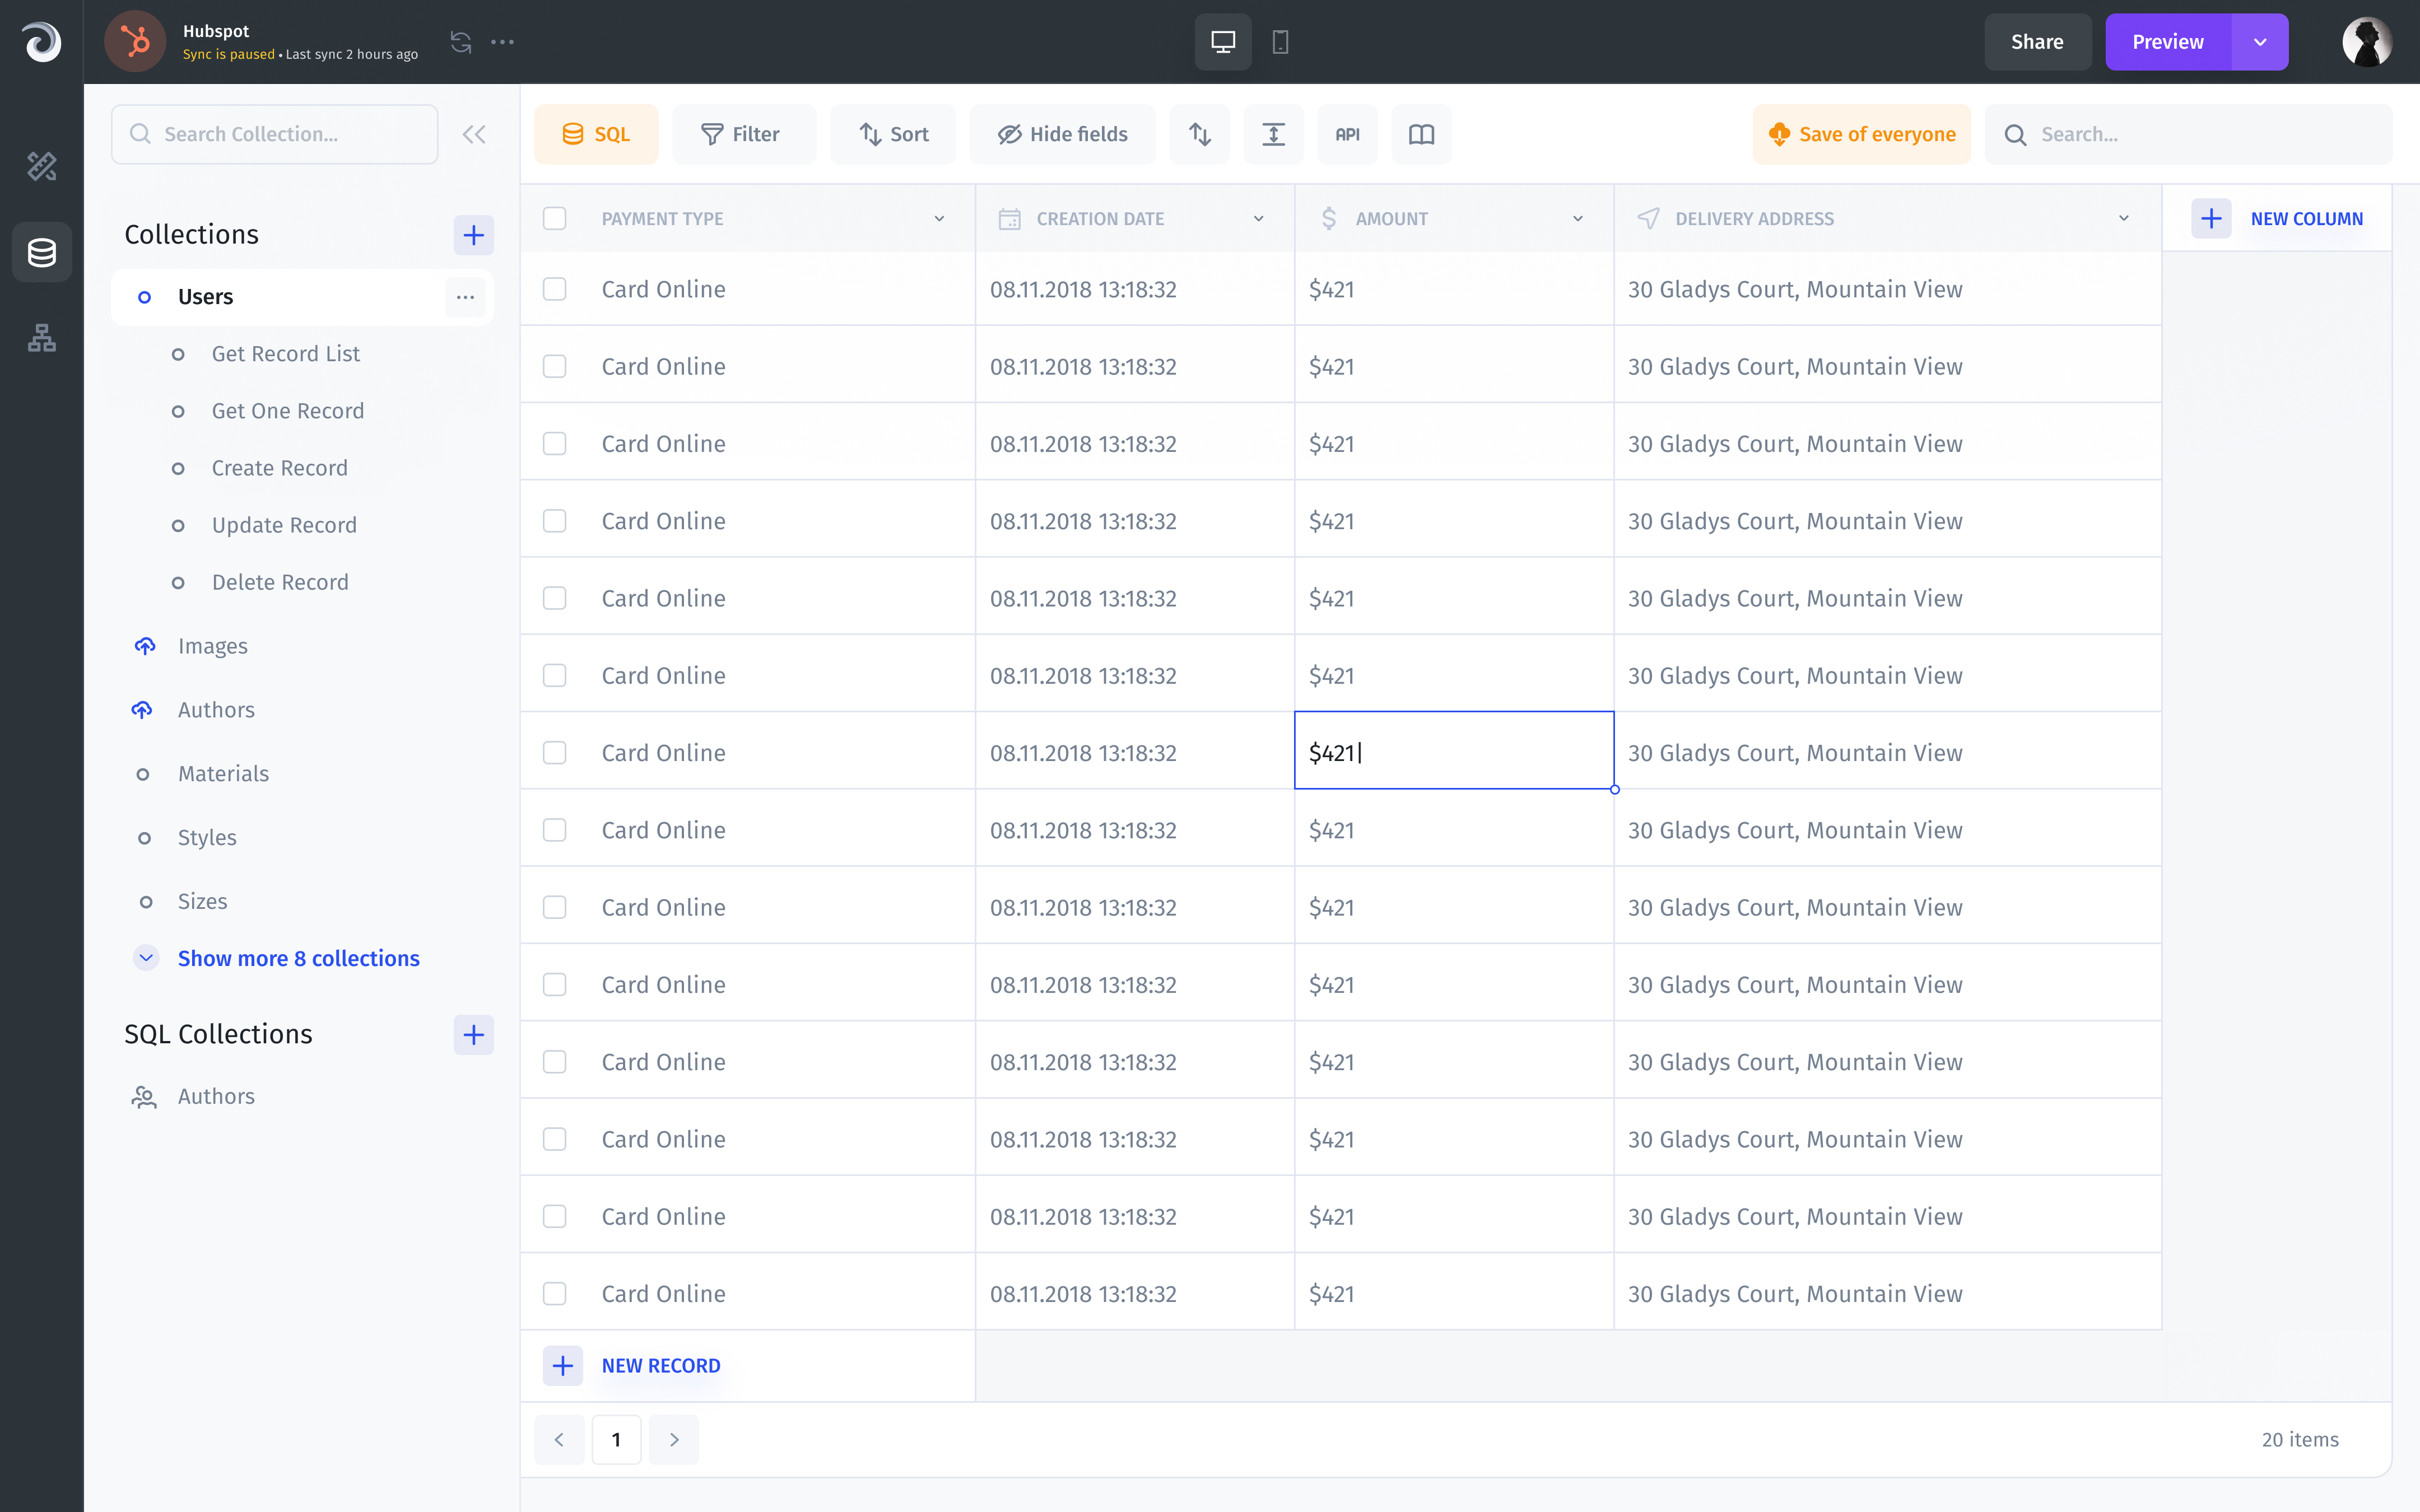 Hubspot
Sync is paused • Last sync 2 hours ago
Share
Preview
Search Collection...
SQL
Filter
Sort
Hide fields
API
Save of everyone
Search...
Collections
Users
Get Record List
Get One Record
Create Record
Update Record
Delete Record
Images
Authors
Materials
Styles
Sizes
Show more 8 collections
SQL Collections
Authors
PAYMENT TYPE CREATION DATE AMOUNT DELIVERY ADDRESS NEW COLUMN
Card Online 08.11.2018 13:18:32 $421 30 Gladys Court, Mountain View
Card Online 08.11.2018 13:18:32 $421 30 Gladys Court, Mountain View
Card Online 08.11.2018 13:18:32 $421 30 Gladys Court, Mountain View
Card Online 08.11.2018 13:18:32 $421 30 Gladys Court, Mountain View
Card Online 08.11.2018 13:18:32 $421 30 Gladys Court, Mountain View
Card Online 08.11.2018 13:18:32 $421 30 Gladys Court, Mountain View
Card Online 08.11.2018 13:18:32 $421 30 Gladys Court, Mountain View
Card Online 08.11.2018 13:18:32 $421 30 Gladys Court, Mountain View
Card Online 08.11.2018 13:18:32 $421 30 Gladys Court, Mountain View
Card Online 08.11.2018 13:18:32 $421 30 Gladys Court, Mountain View
Card Online 08.11.2018 13:18:32 $421 30 Gladys Court, Mountain View
Card Online 08.11.2018 13:18:32 $421 30 Gladys Court, Mountain View
Card Online 08.11.2018 13:18:32 $421 30 Gladys Court, Mountain View
Card Online 08.11.2018 13:18:32 $421 30 Gladys Court, Mountain View
NEW RECORD
1
20 items